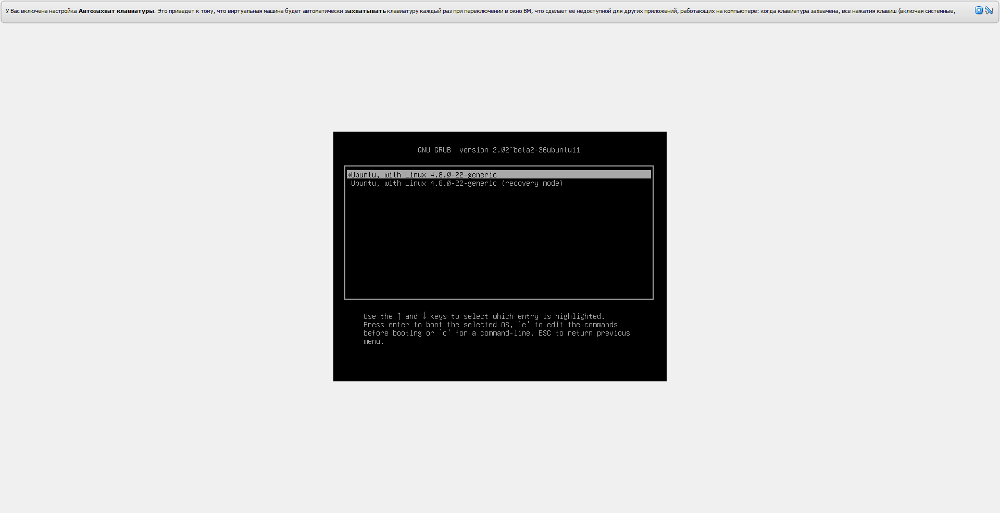 У Вас включена настройка Автозахват клавиатуры. Это приведет к тому, что виртуальная машина будет автоматически захватывать клавиатуру каждый раз при переключении в окно ВМ, что сделает её недоступной для других приложений, работающих на компьютере: когда клавиатура захвачена, все нажатия клавиш (включая системные,
GNU GRUB  version 2.02~beta2-36ubuntu11
*Ubuntu, with Linux 4.8.0-22-generic
Ubuntu, with Linux 4.8.0-22-generic (recovery mode)
Use the ↑ and ↓ keys to select which entry is highlighted.
Press enter to boot the selected OS, `e' to edit the commands
before booting or `c' for a command-line. ESC to return previous
menu.